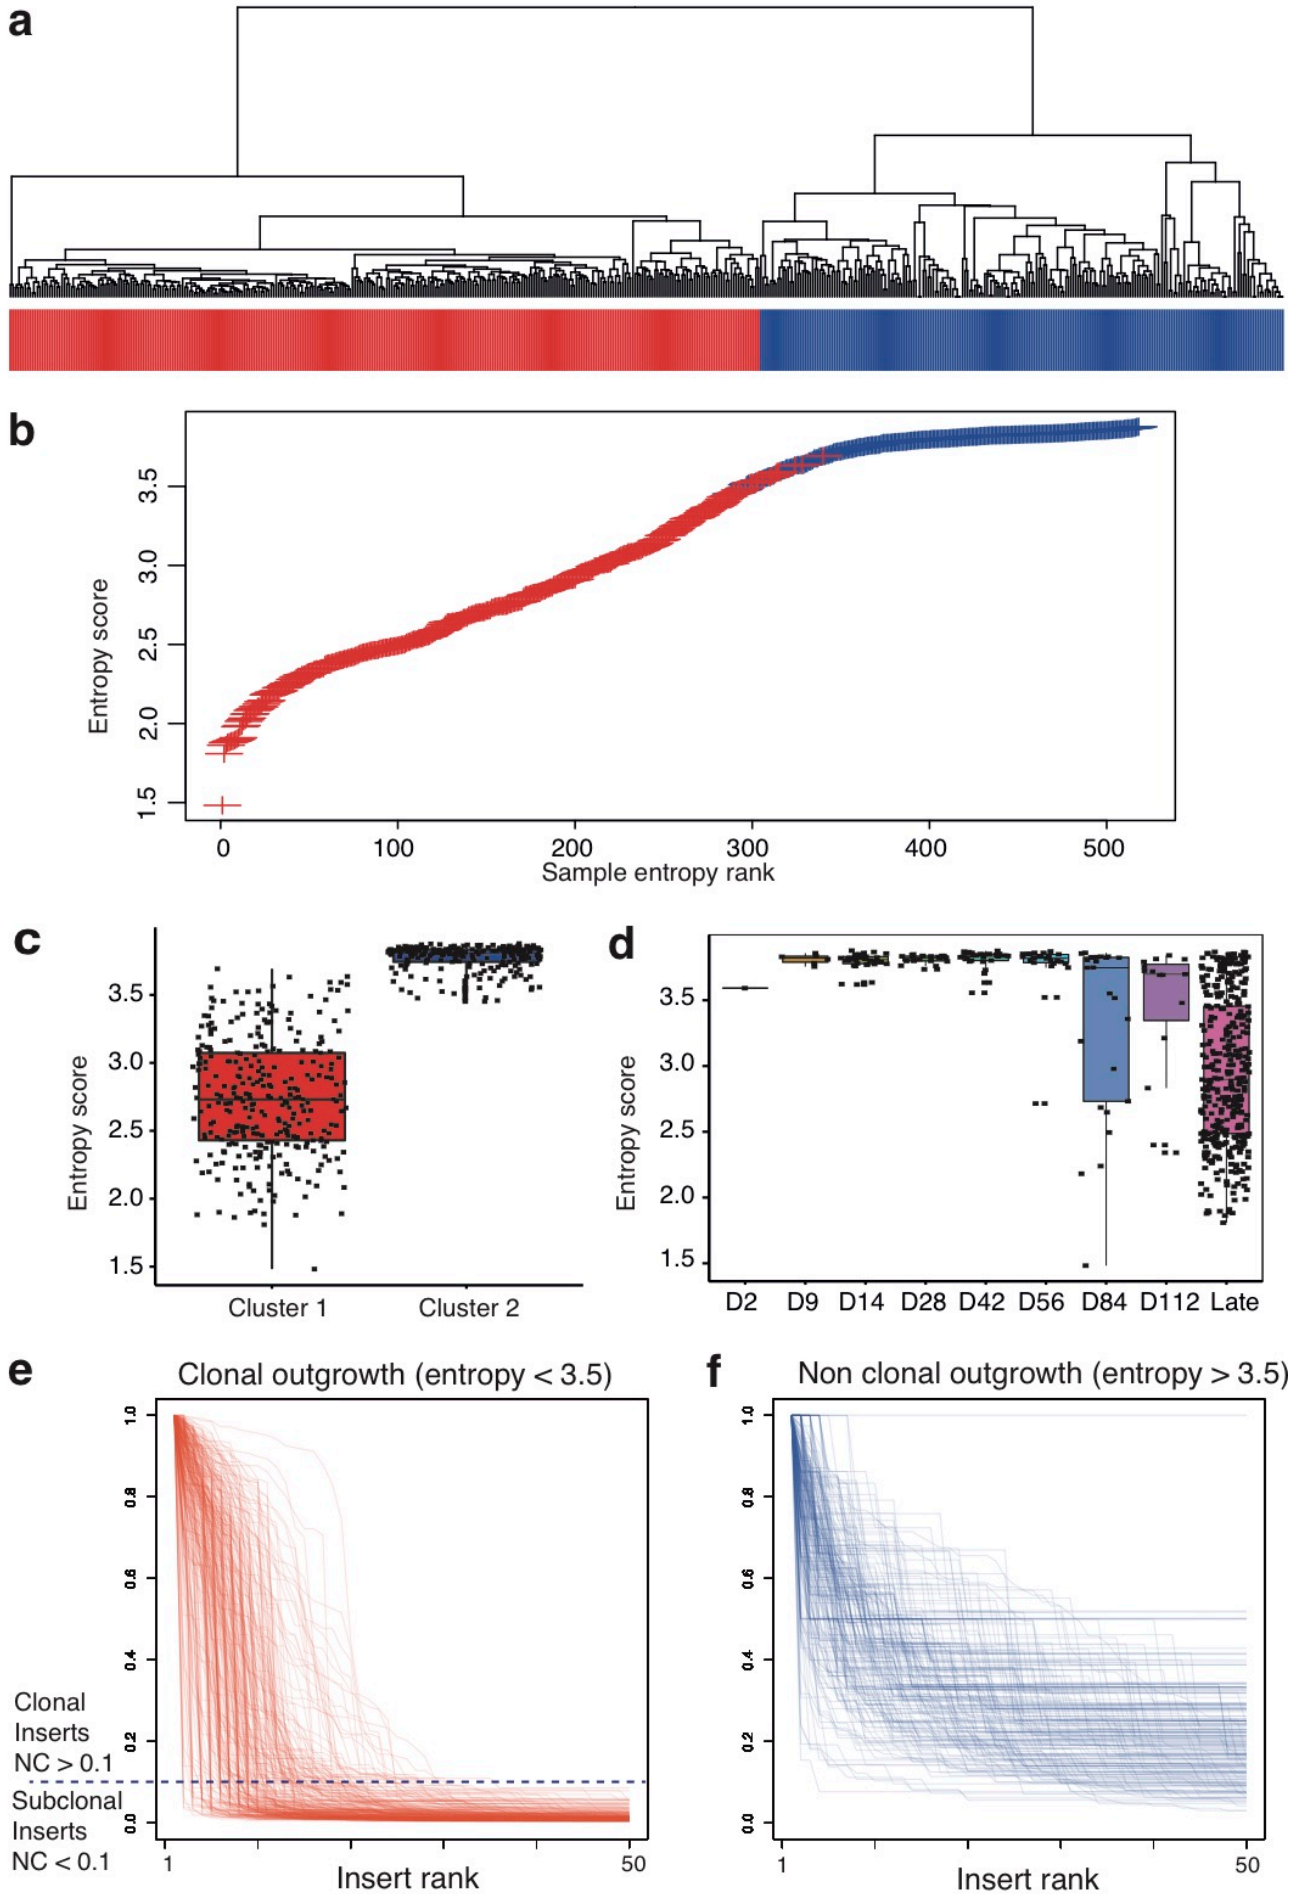 a
b
3.5
3.0
2.5
2.0
1.5
Entropy score
0 100 200 300 400 500
Sample entropy rank
c
3.5
3.0
2.5
2.0
1.5
Entropy score
Cluster 1 Cluster 2
d
3.5
3.0
2.5
2.0
1.5
Entropy score
D2 D9 D14 D28 D42 D56 D84 D112 Late
e
Clonal outgrowth (entropy < 3.5)
1.0
0.8
0.6
0.4
0.2
0.0
Clonal
Inserts
NC > 0.1
Subclonal
Inserts
NC < 0.1
1 50
Insert rank
f
Non clonal outgrowth (entropy > 3.5)
1.0
0.8
0.6
0.4
0.2
0.0
1 50
Insert rank